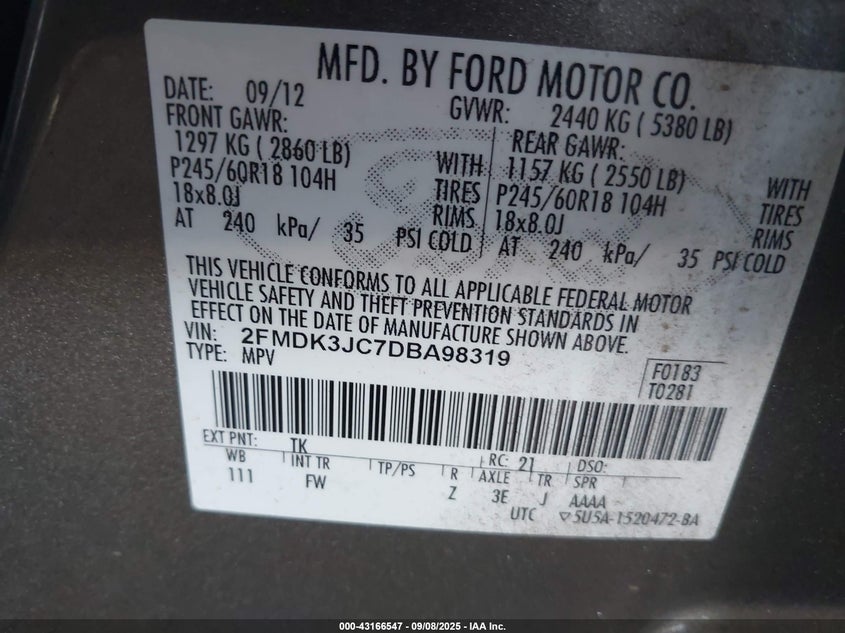 MFD. BY FORD MOTOR CO.
DATE: 09/12
GVWR: 2440 KG ( 5380 LB)
FRONT GAWR:
1297 KG ( 2860 LB)
P245/60R18 104H
18x8.0J
AT 240 kPa/ 35 PSI COLD
WITH
TIRES
RIMS
REAR GAWR:
1157 KG ( 2550 LB)
P245/60R18 104H
18x8.0J
AT 240 kPa/ 35 PSI COLD
WITH
TIRES
RIMS
THIS VEHICLE CONFORMS TO ALL APPLICABLE FEDERAL MOTOR
VEHICLE SAFETY AND THEFT PREVENTION STANDARDS IN
EFFECT ON THE DATE OF MANUFACTURE SHOWN ABOVE.
VIN: 2FMDK3JC7DBA98319
TYPE: MPV
F0183
T0281
EXT PNT: TK
RC: 21
DSO:
WB INT TR TP/PS R AXLE TR SPR
111 FW Z 3E J AAAA
UTC ▽5U5A-1520472-BA
000-43166547 - 09/08/2025 - IAA Inc.